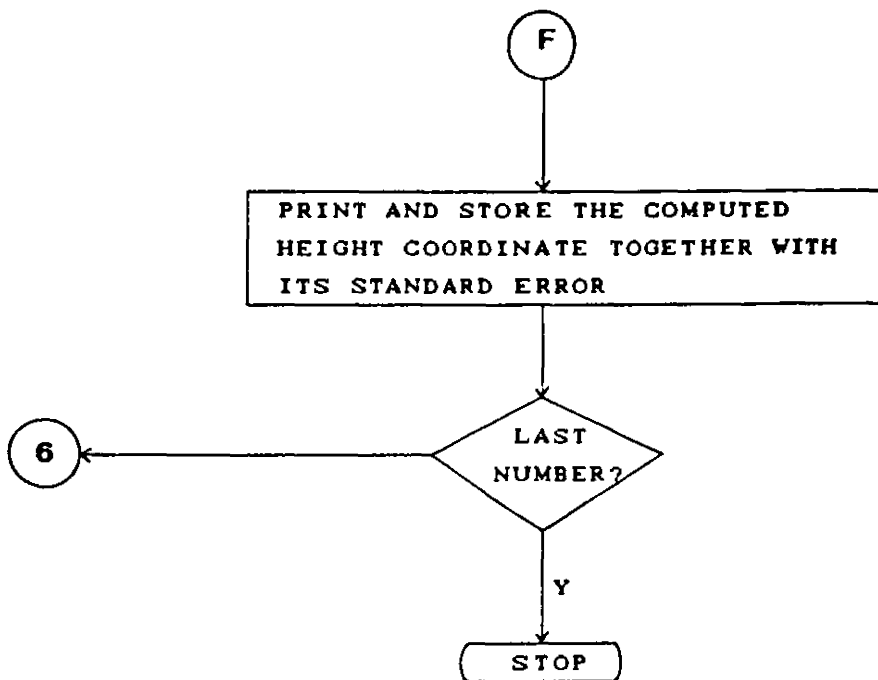 F
PRINT AND STORE THE COMPUTED
HEIGHT COORDINATE TOGETHER WITH
ITS STANDARD ERROR
6
LAST
NUMBER?
Y
STOP